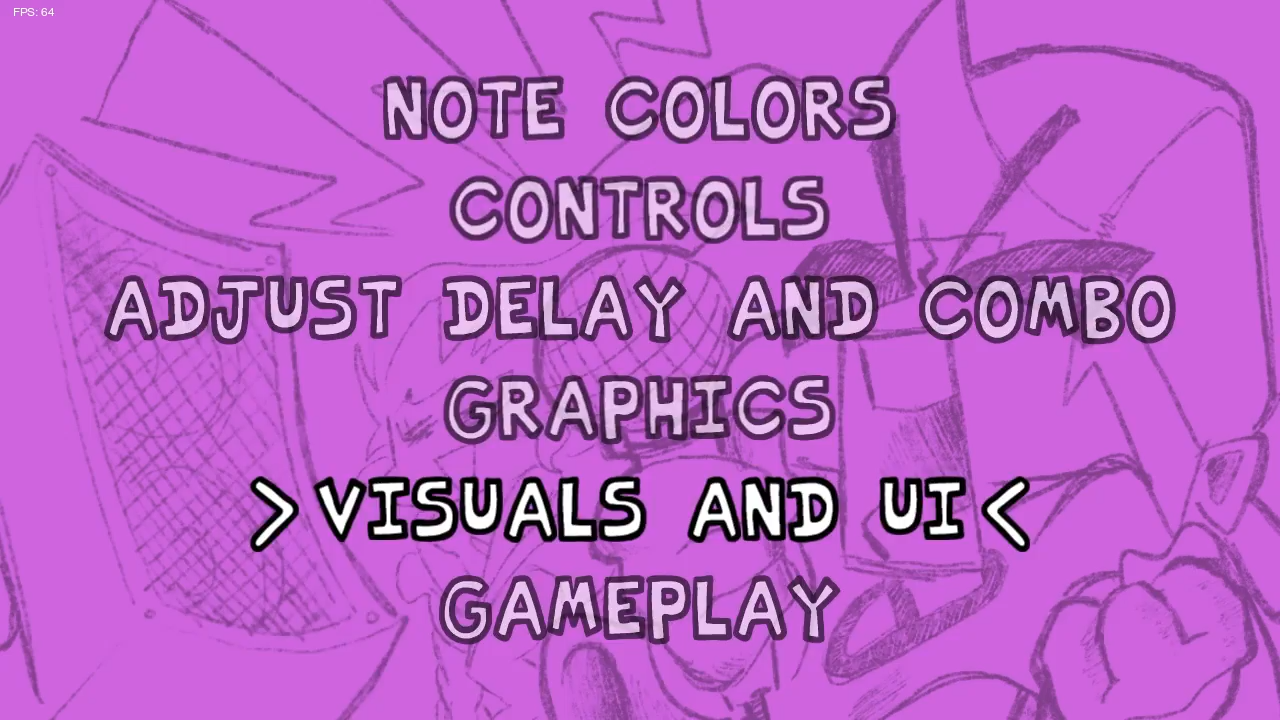 FPS: 64
NOTE COLORS
CONTROLS
ADJUST DELAY AND COMBO
GRAPHICS
> VISUALS AND UI <
GAMEPLAY